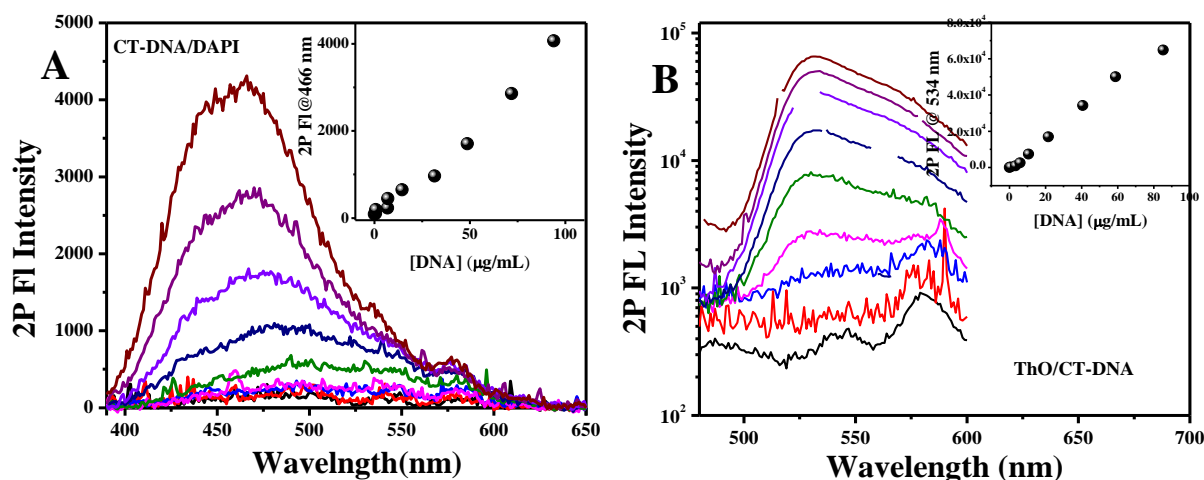 A
CT-DNA/DAPI
2P Fl Intensity
5000
4000
3000
2000
1000
0
400
450
500
550
600
650
Wavelngth(nm)
2P Fl@466 nm
4000
2000
0
0
50
100
[DNA] (µg/mL)
B
2P FL Intensity
10⁵
10⁴
10³
10²
500
550
600
650
700
Wavelength (nm)
ThO/CT-DNA
2P FL @ 534 nm
8.0x10⁴
6.0x10⁴
4.0x10⁴
2.0x10⁴
0.0
0
20
40
60
80
100
[DNA] (µg/mL)